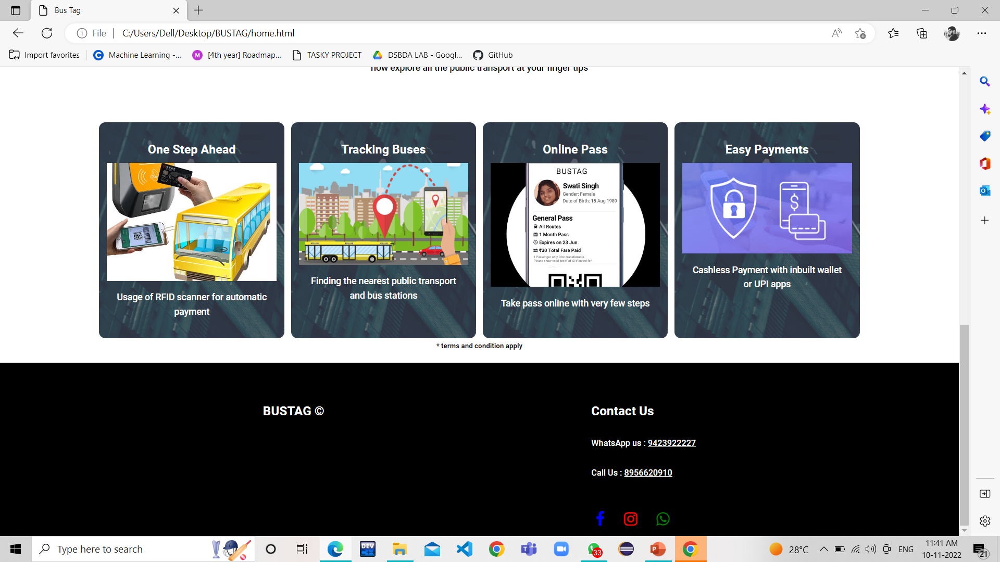 Bus Tag
File
C:/Users/Dell/Desktop/BUSTAG/home.html
Import favorites
Machine Learning -...
[4th year] Roadmap...
TASKY PROJECT
DSBDA LAB - Googl...
GitHub
now explore all the public transport at your finger tips
One Step Ahead
Usage of RFID scanner for automatic
payment
Tracking Buses
Finding the nearest public transport
and bus stations
Online Pass
BUSTAG
Swati Singh
Gender: Female
Date of Birth: 15 Aug 1989
General Pass
All Routes
1 Month Pass
Expires on 23 Jun .
₹30 Total Fare Paid
1 Passenger only. Non-transferrable.
Please show valid proof of ID if asked for.
Take pass online with very few steps
Easy Payments
Cashless Payment with inbuilt wallet
or UPI apps
* terms and condition apply
BUSTAG ©
Contact Us
WhatsApp us : 9423922227
Call Us : 8956620910
Type here to search
DEV
C++
33
28°C
ENG
11:41 AM
10-11-2022
21